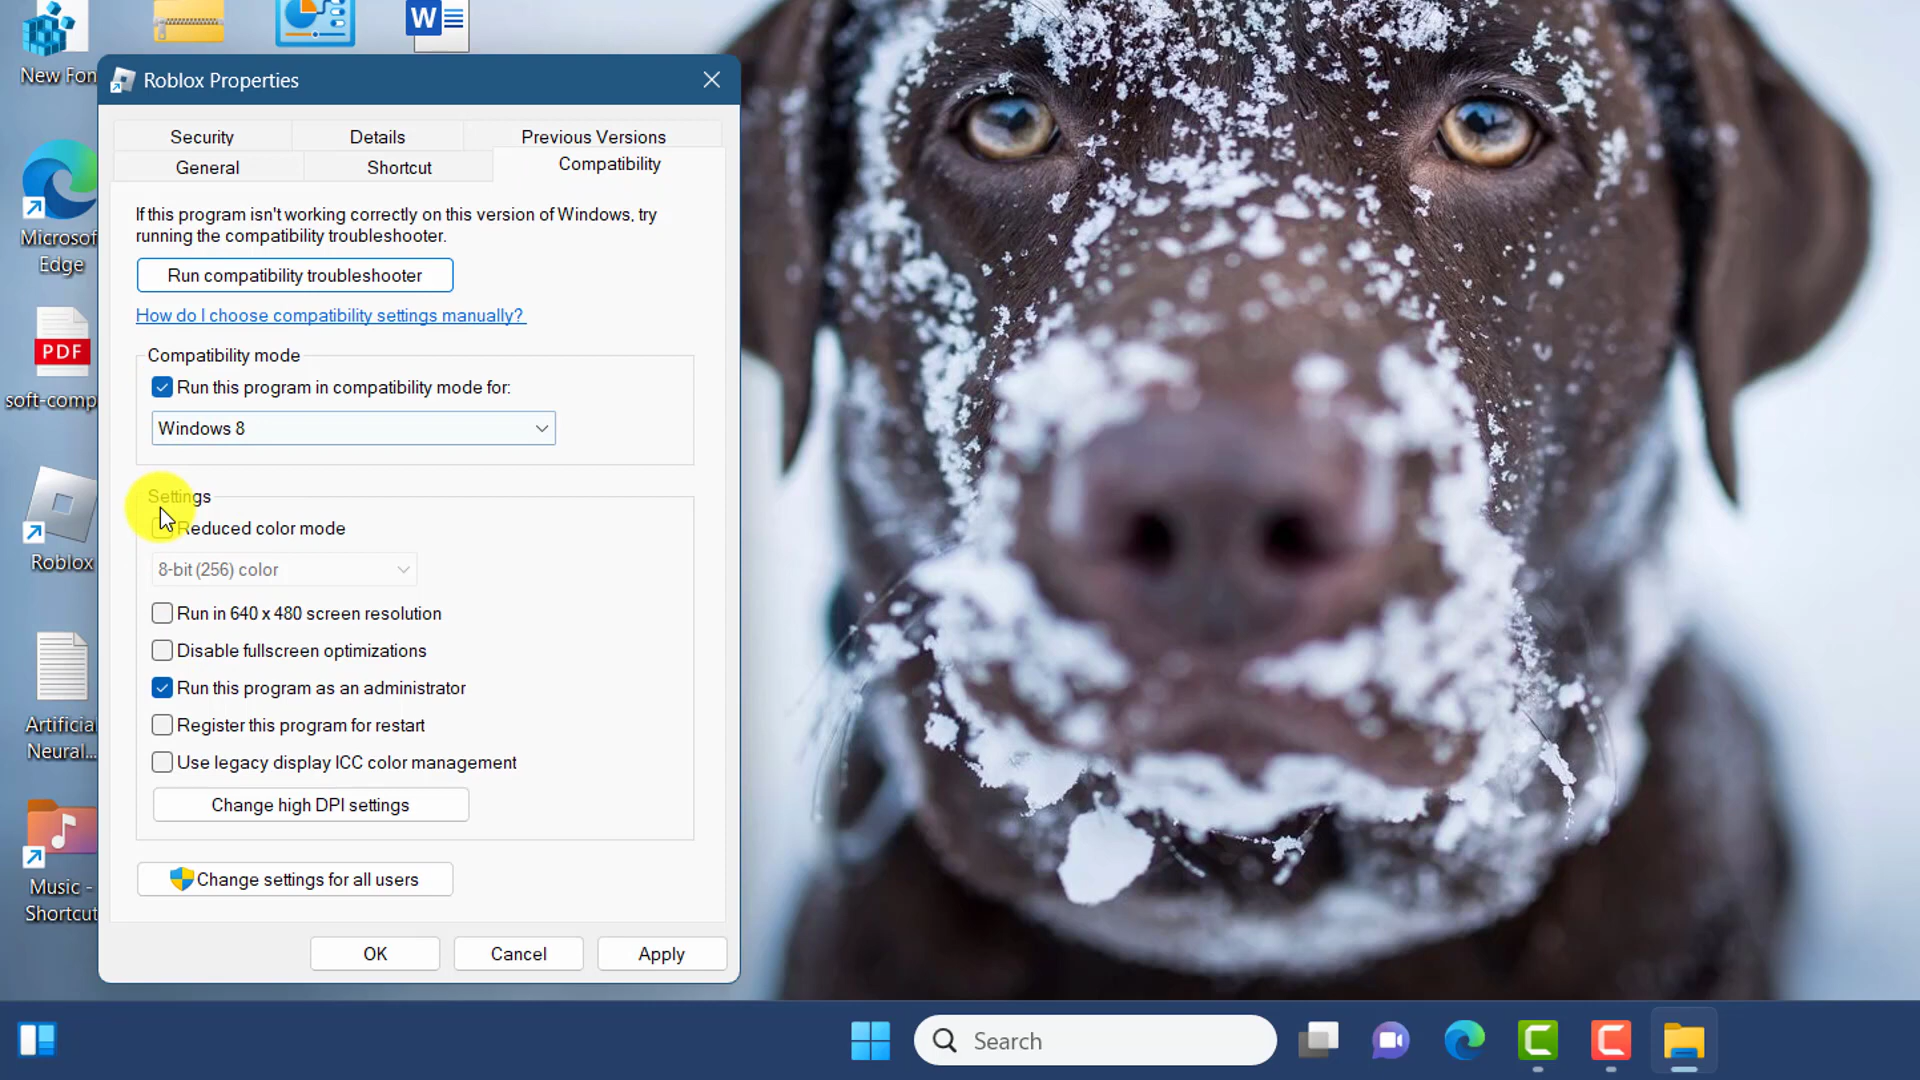 New Fon
W
Roblox Properties
Security
Details
Previous Versions
General
Shortcut
Compatibility
If this program isn't working correctly on this version of Windows, try
running the compatibility troubleshooter.
Run compatibility troubleshooter
How do I choose compatibility settings manually?
Compatibility mode
Run this program in compatibility mode for:
Windows 8
Settings
Reduced color mode
8-bit (256) color
Run in 640 x 480 screen resolution
Disable fullscreen optimizations
Run this program as an administrator
Register this program for restart
Use legacy display ICC color management
Change high DPI settings
Change settings for all users
OK
Cancel
Apply
Microsof
Edge
PDF
soft-comp
Roblox
Artificia
Neural...
Music -
Shortcut
Search